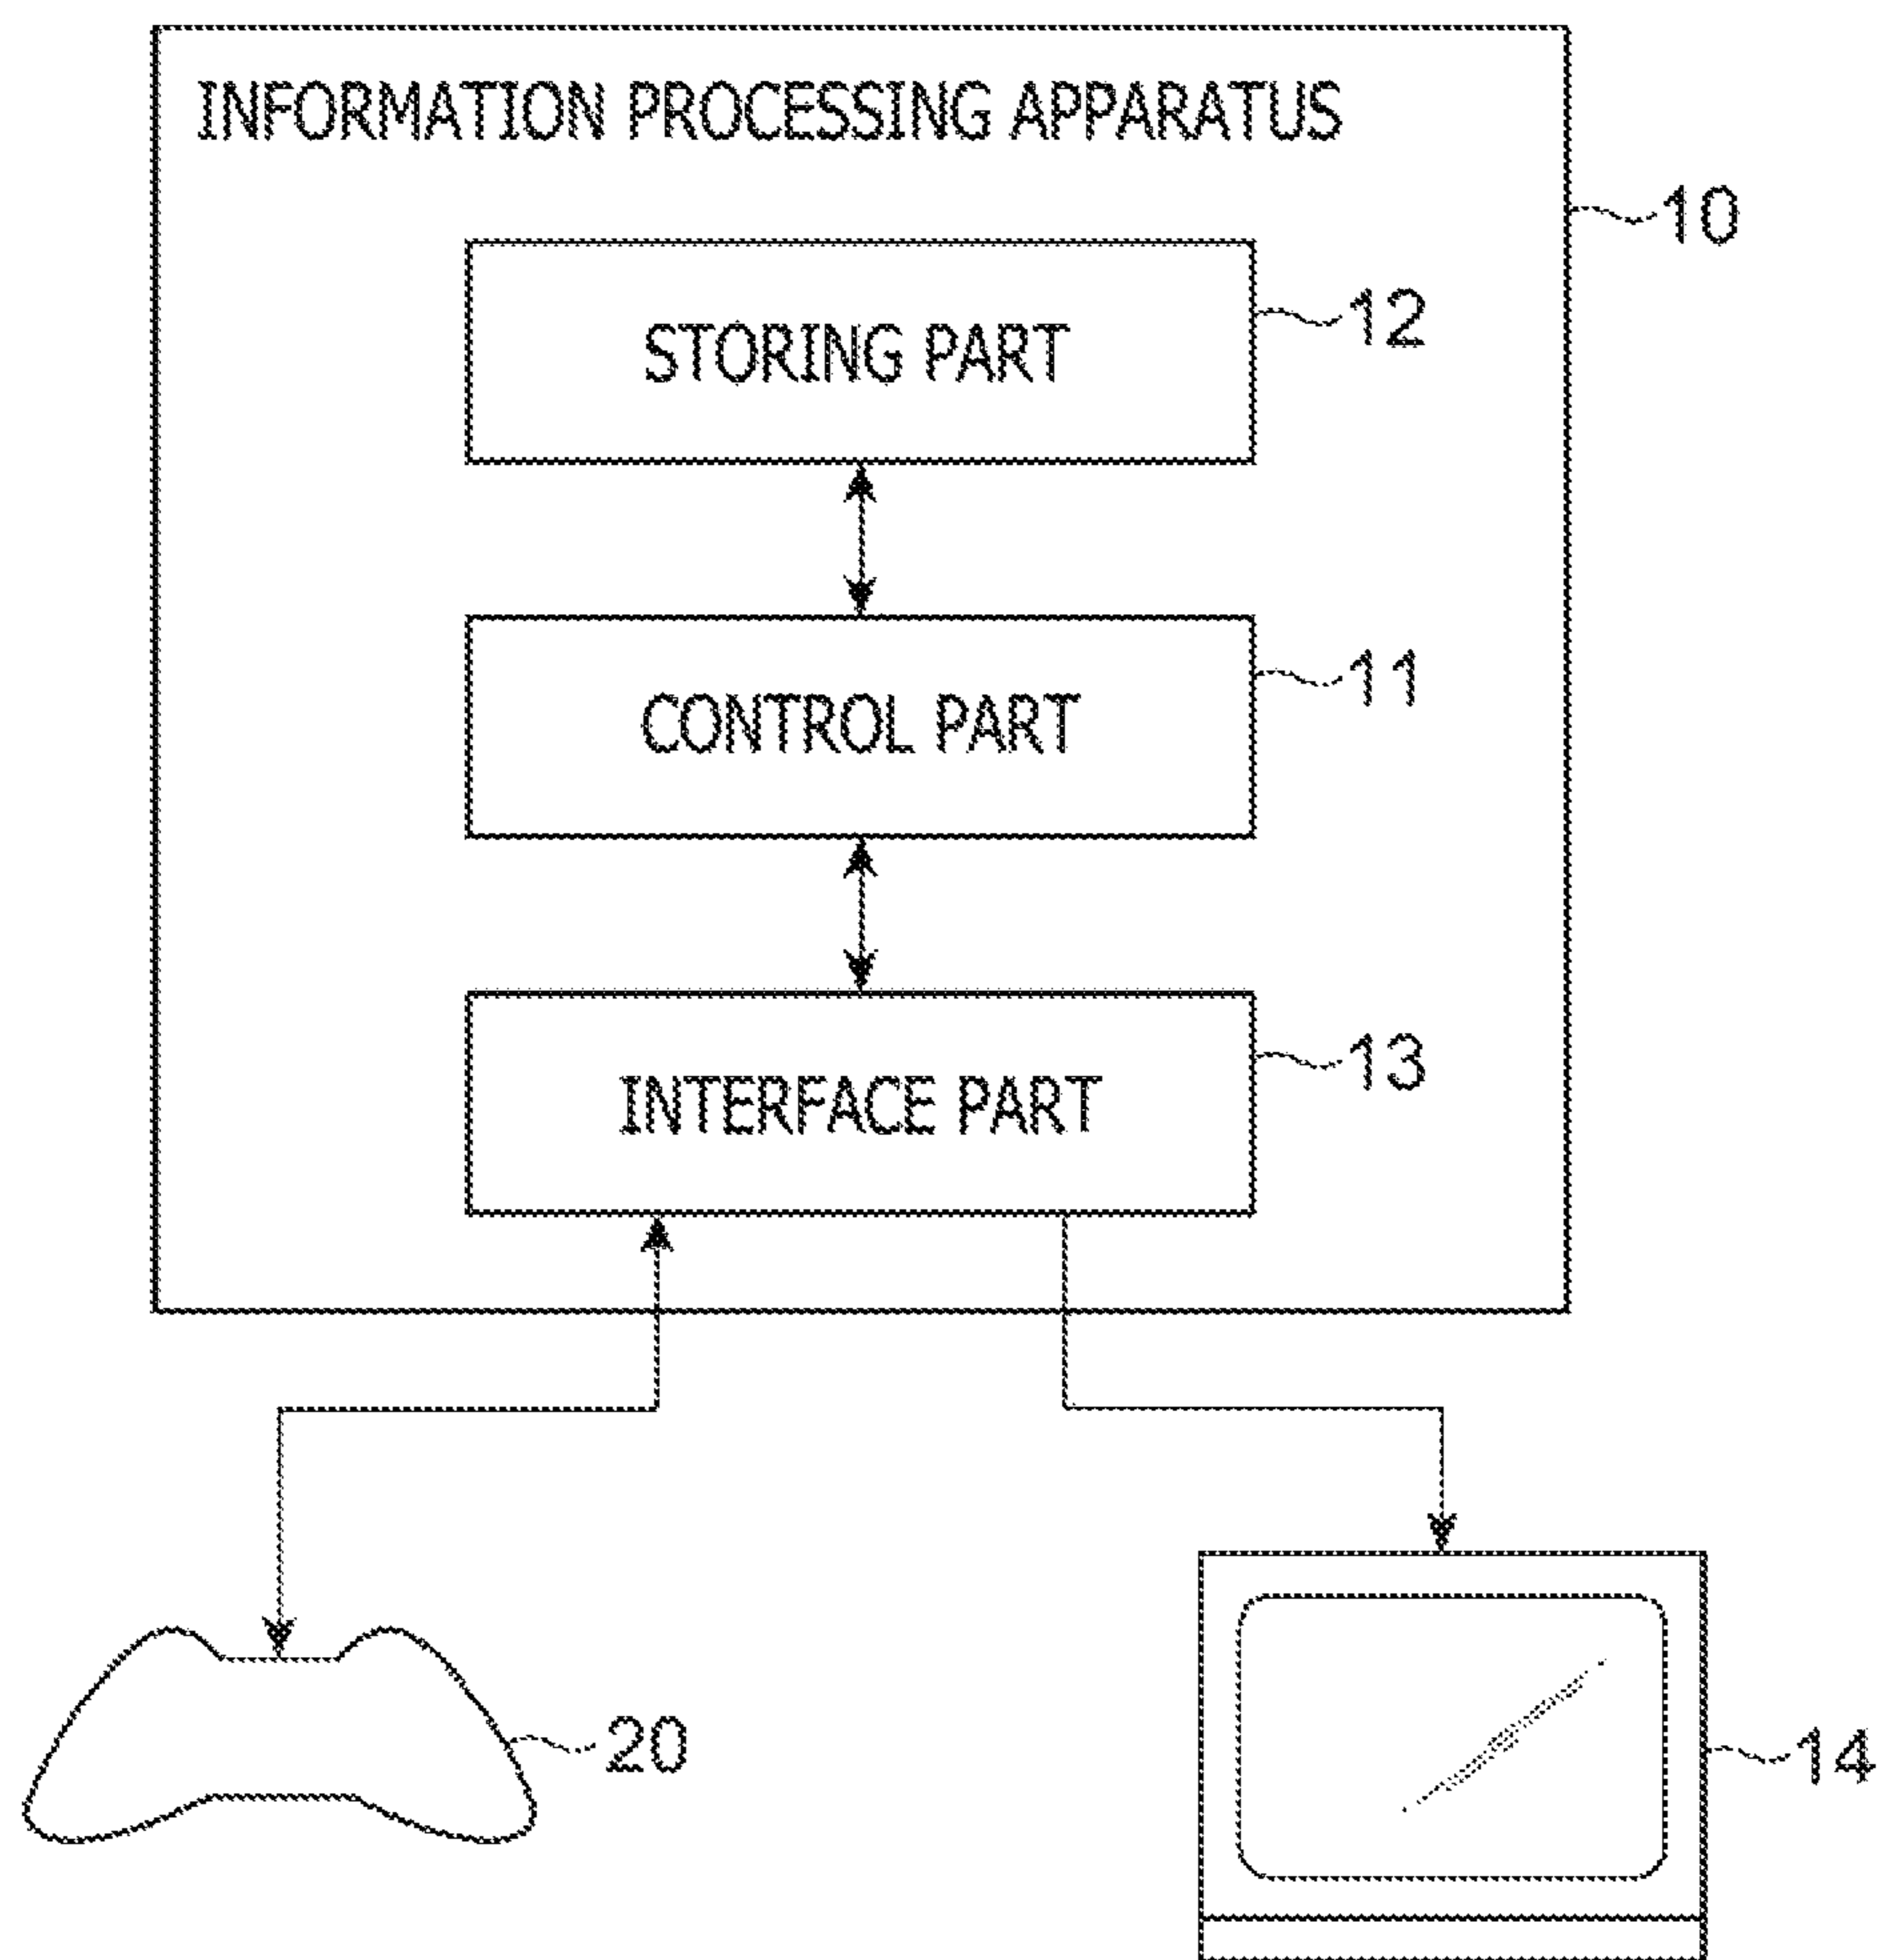 INFORMATION PROCESSING APPARATUS
10
STORING PART
12
CONTROL PART
11
INTERFACE PART
13
20
14